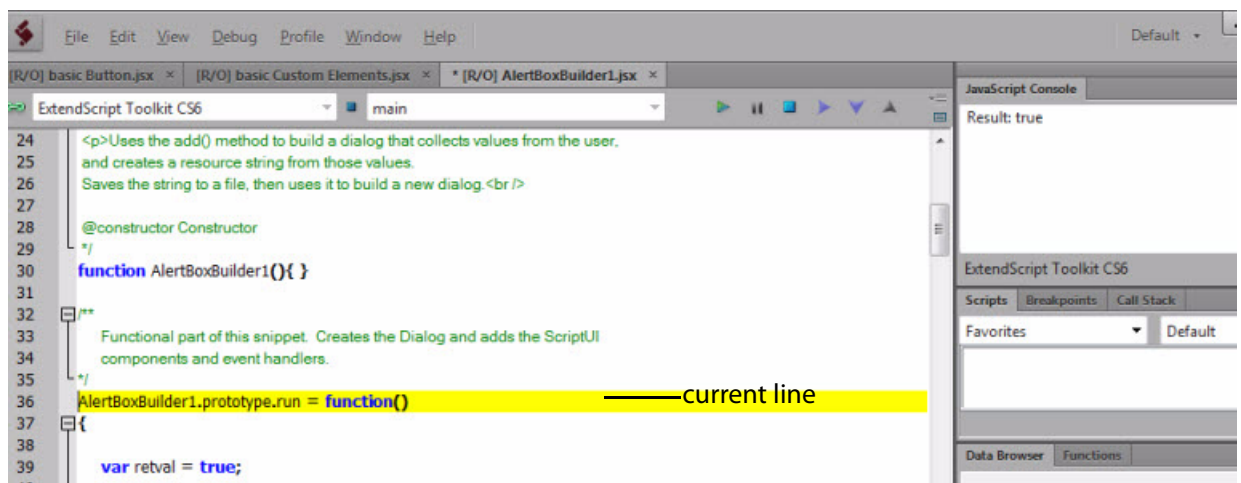 File Edit View Debug Profile Window Help Default
[R/O] basic Button.jsx × [R/O] basic Custom Elements.jsx × * [R/O] AlertBoxBuilder1.jsx ×
JavaScript Console
ExtendScript Toolkit CS6 main
Result: true
24 <p>Uses the add() method to build a dialog that collects values from the user,
25 and creates a resource string from those values.
26 Saves the string to a file, then uses it to build a new dialog.<br />
27
28 @constructor Constructor
29 */
30 function AlertBoxBuilder1(){ }
31
32 /**
33 Functional part of this snippet. Creates the Dialog and adds the ScriptUI
34 components and event handlers.
35 */
36 AlertBoxBuilder1.prototype.run = function()
current line
37 {
38
39 var retval = true;
ExtendScript Toolkit CS6
Scripts Breakpoints Call Stack
Favorites Default
Data Browser Functions